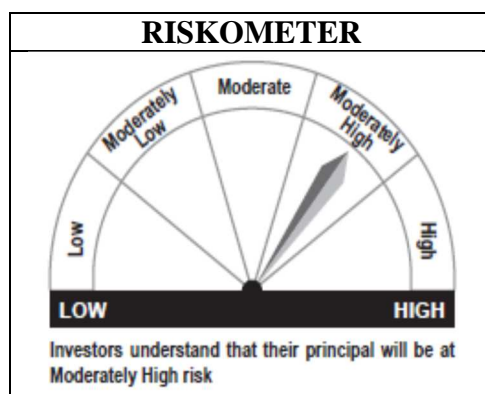 RISKOMETER
Low
Moderately
Low
Moderate
Moderately
High
High
LOW HIGH
Investors understand that their principal will be at
Moderately High risk